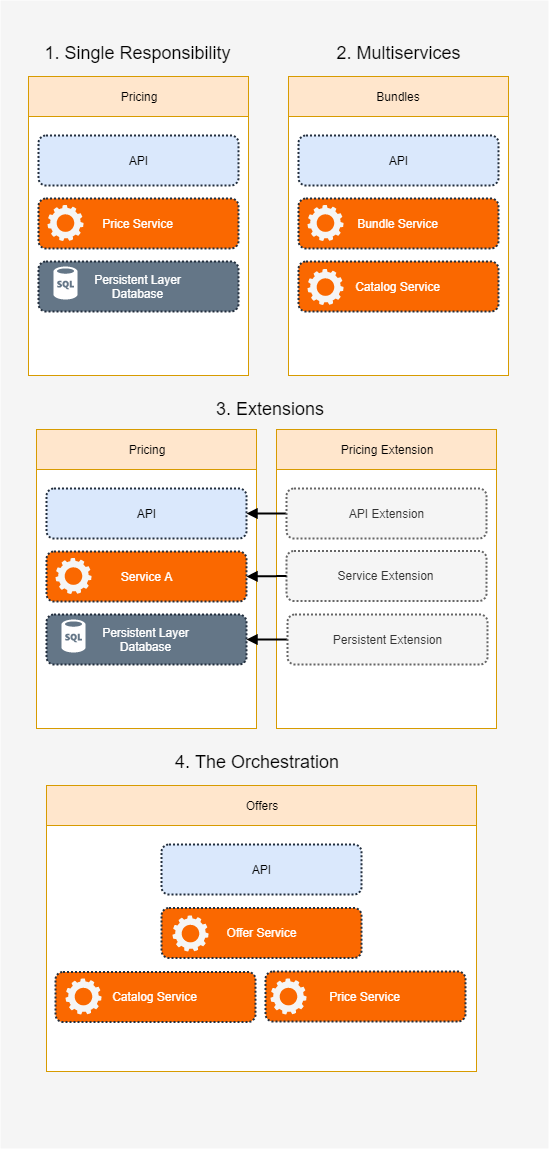 1. Single Responsibility
2. Multiservices
Pricing
Bundles
API
API
Price Service
Bundle Service
SQL
Persistent Layer
Database
Catalog Service
3. Extensions
Pricing
Pricing Extension
API
API Extension
Service A
Service Extension
SQL
Persistent Layer
Database
Persistent Extension
4. The Orchestration
Offers
API
Offer Service
Catalog Service
Price Service